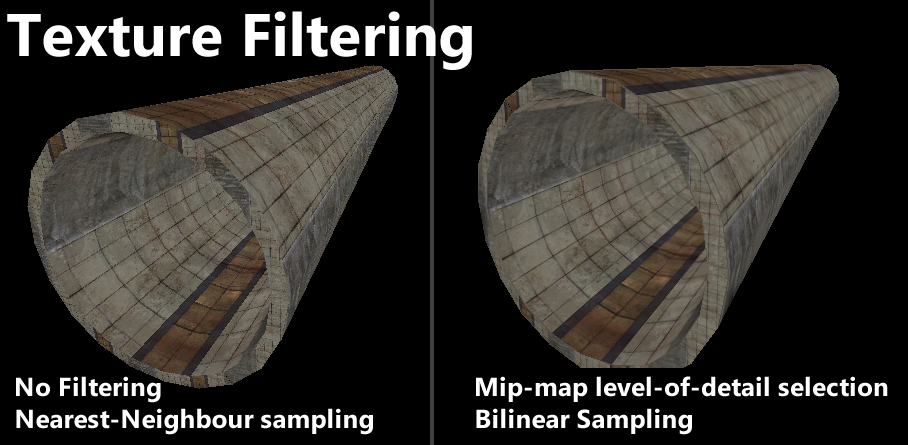 Texture Filtering
No Filtering
Nearest-Neighbour sampling
Mip-map level-of-detail selection
Bilinear Sampling